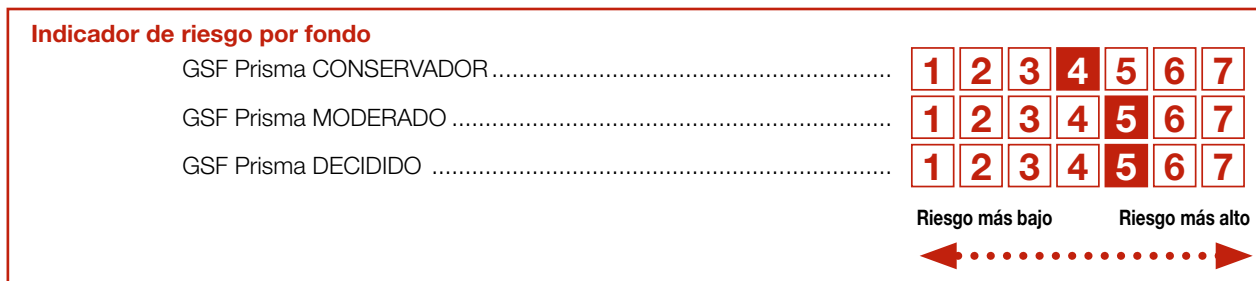 Indicador de riesgo por fondo
GSF Prisma CONSERVADOR ............................................................ 1 2 3 4 5 6 7
GSF Prisma MODERADO .................................................................. 1 2 3 4 5 6 7
GSF Prisma DECIDIDO ..................................................................... 1 2 3 4 5 6 7
Riesgo más bajo Riesgo más alto